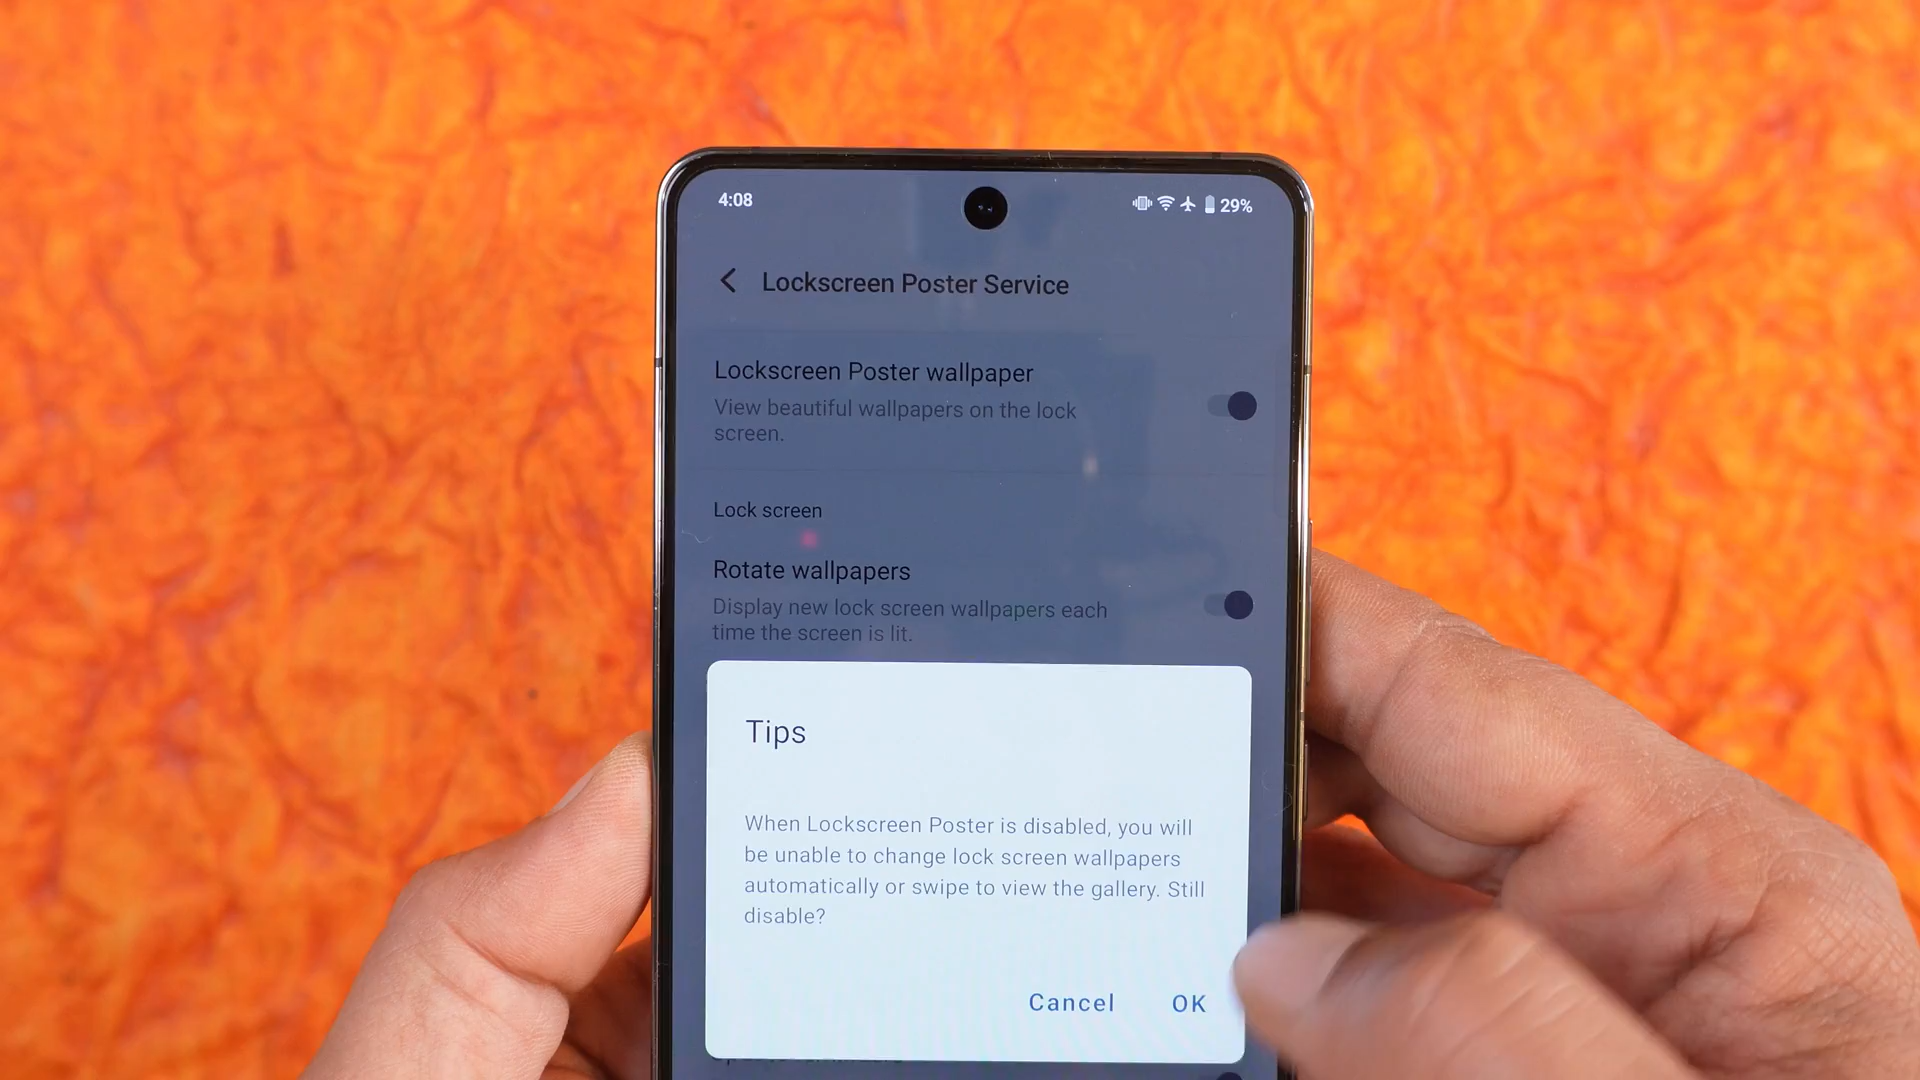 4:08
29%
Lockscreen Poster Service
Lockscreen Poster wallpaper
View beautiful wallpapers on the lock
screen.
Lock screen
Rotate wallpapers
Display new lock screen wallpapers each
time the screen is lit.
Tips
When Lockscreen Poster is disabled, you will
be unable to change lock screen wallpapers
automatically or swipe to view the gallery. Still
disable?
Cancel
OK